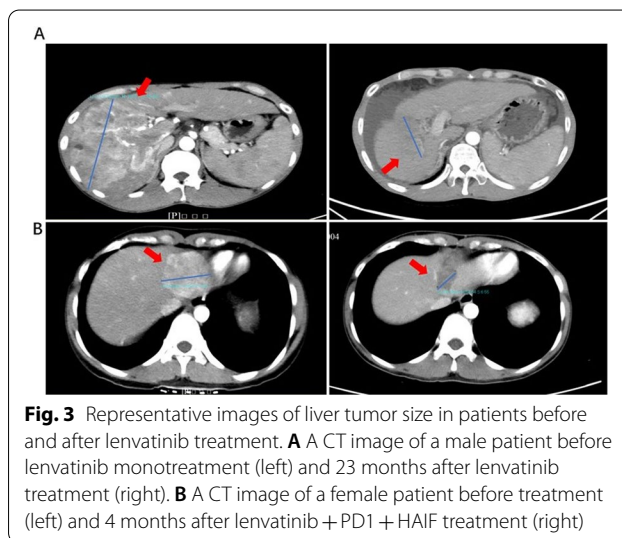 A
[P]
B
004
Fig. 3 Representative images of liver tumor size in patients before
and after lenvatinib treatment. A A CT image of a male patient before
lenvatinib monotreatment (left) and 23 months after lenvatinib
treatment (right). B A CT image of a female patient before treatment
(left) and 4 months after lenvatinib + PD1 + HAIF treatment (right)